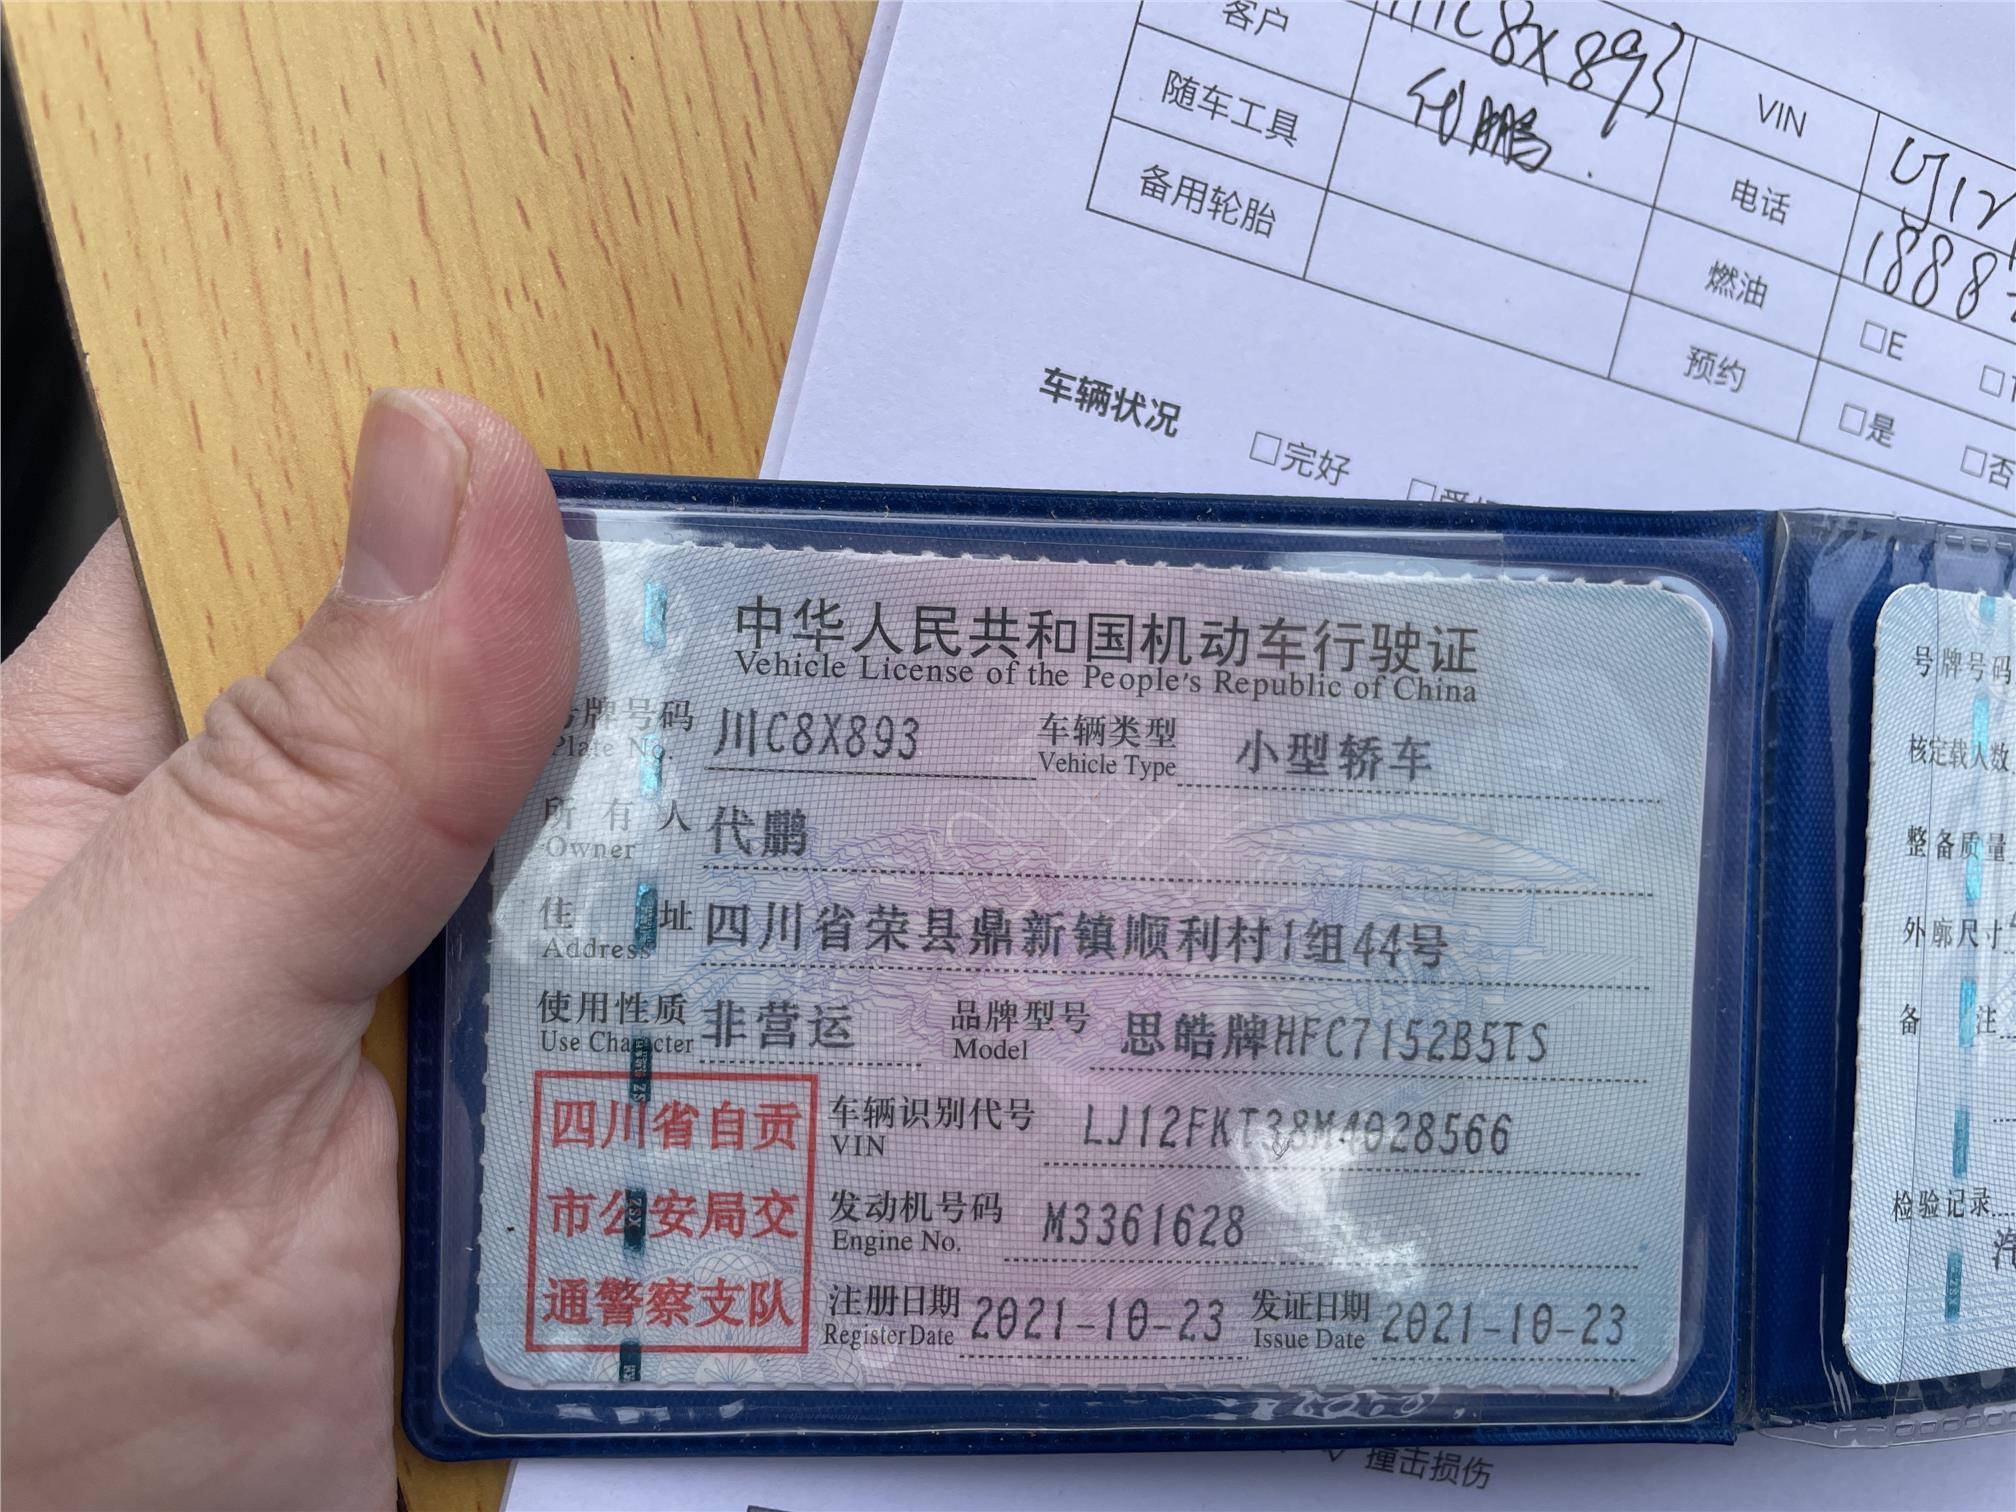 客户 川C8X893 VIN LJ12
随车工具 代鹏 电话 1888
备用轮胎 燃油 □E
预约 □是 □否
车辆状况 □完好
中华人民共和国机动车行驶证
Vehicle License of the People's Republic of China
号牌号码 川C8X893 车辆类型 小型轿车
Plate No. Vehicle Type
所有人 代鹏
Owner
住址 四川省荣县鼎新镇顺利村1组44号
Address
使用性质 非营运 品牌型号 思皓牌HFC7152B5TS
Use Character Model
四川省自贡
市公安局交
通警察支队
车辆识别代号 LJ12FKT38M4028566
VIN
发动机号码 M3361628
Engine No.
注册日期 2021-10-23 发证日期 2021-10-23
Register Date Issue Date
号牌号码
核定载人数
整备质量
外廓尺寸
备注
检验记录
撞击损伤